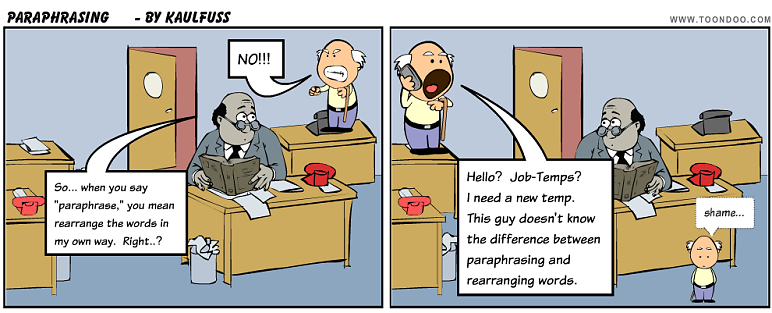 PARAPHRASING - BY KAULFUSS
WWW.TOONDOO.COM
NO!!!
So... when you say
"paraphrase," you mean
rearrange the words in
my own way. Right..?
Hello? Job-Temps?
I need a new temp.
This guy doesn't know
the difference between
paraphrasing and
rearranging words.
shame...